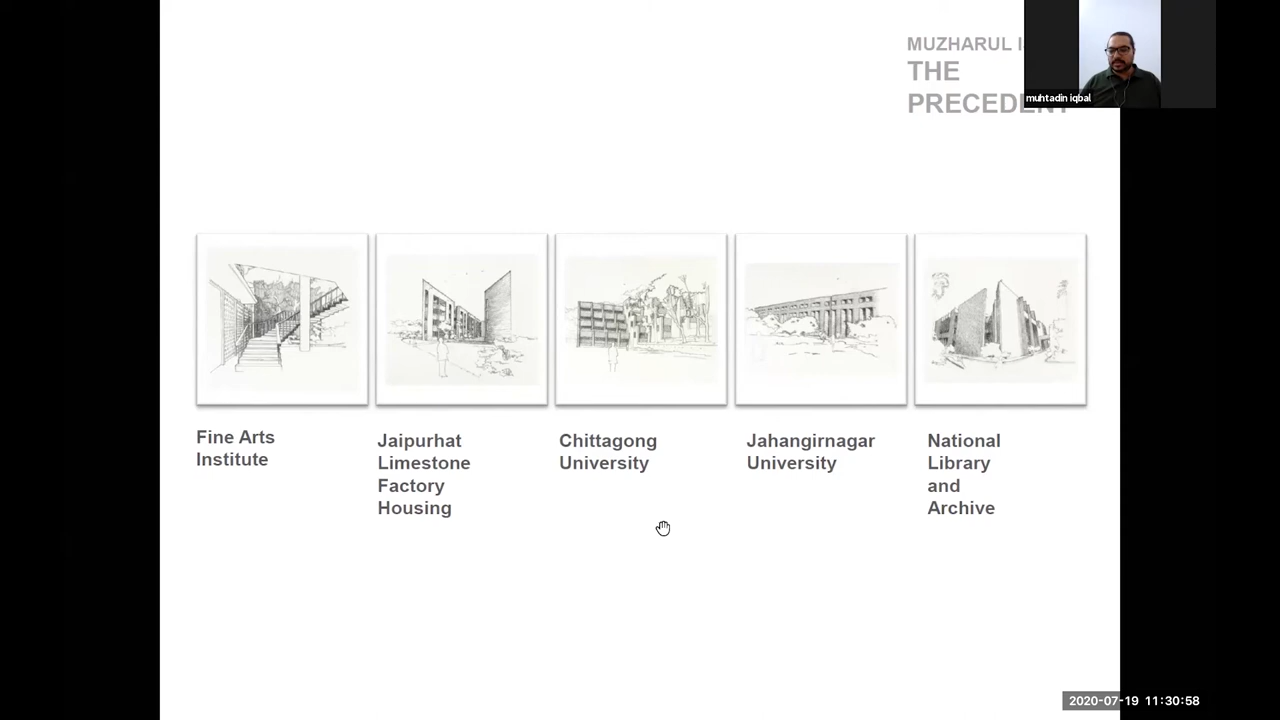 MUZHARUL
THE
PRECEDENT
muhtadin iqbal
Fine Arts
Institute
Jaipurhat
Limestone
Factory
Housing
Chittagong
University
Jahangirnagar
University
National
Library
and
Archive
2020-07-19 11:30:58